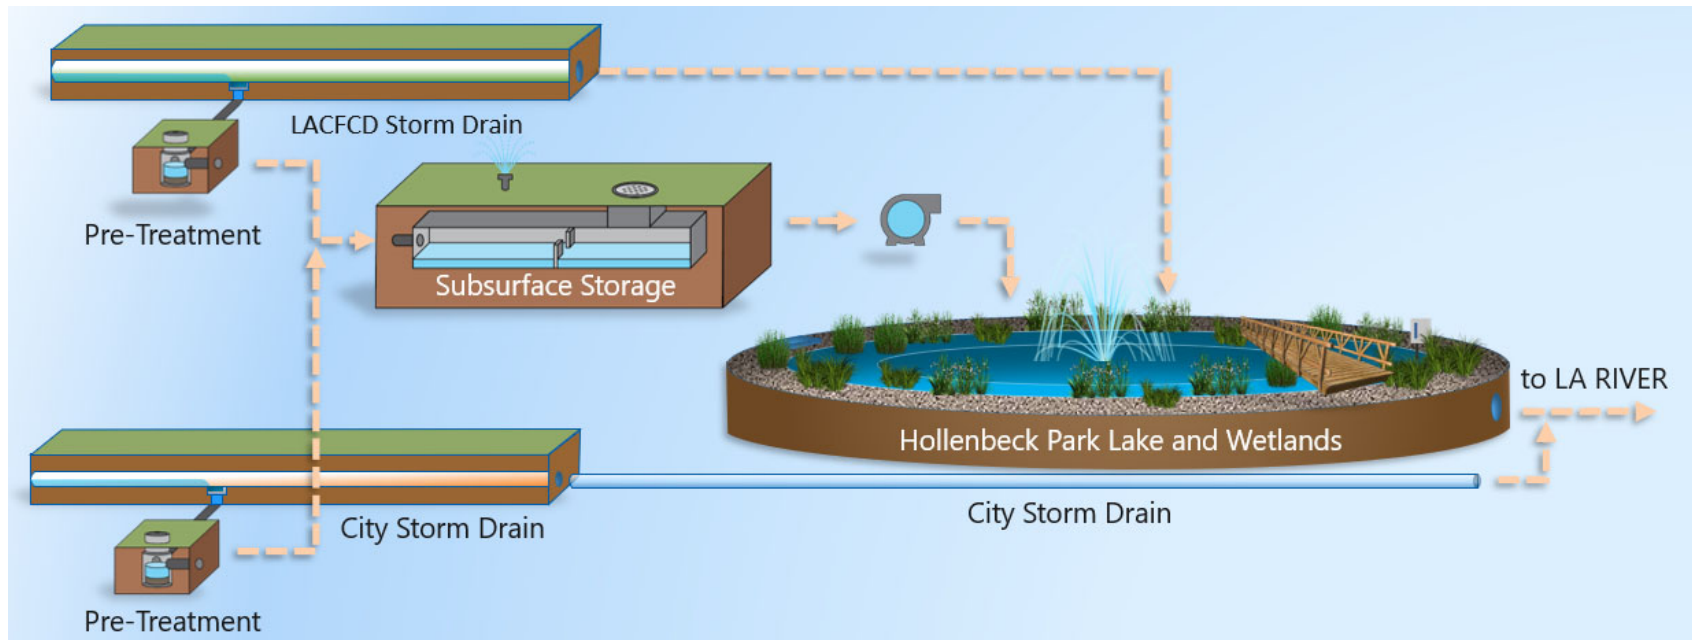 LACFCD Storm Drain
Pre-Treatment
Subsurface Storage
to LA RIVER
Hollenbeck Park Lake and Wetlands
City Storm Drain
City Storm Drain
Pre-Treatment